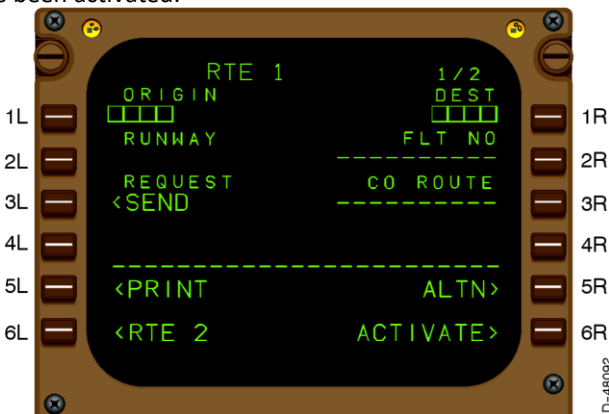 been activated.
RTE 1 1/2
ORIGIN DEST
1L 1R
RUNWAY FLT NO
2L ---------- 2R
REQUEST CO ROUTE
3L <SEND ---------- 3R
4L 4R
------------------------
5L <PRINT ALTN> 5R
6L <RTE 2 ACTIVATE> 6R
D-48092